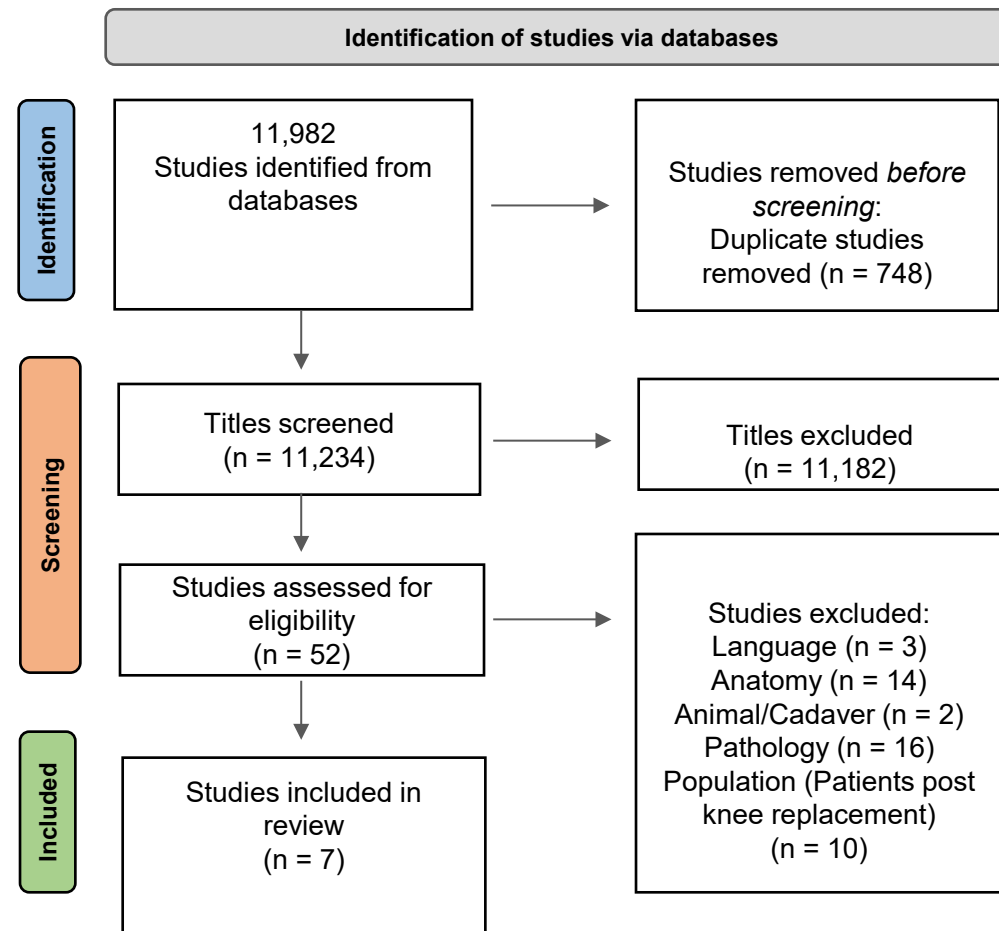 Identification of studies via databases
Identification
11,982
Studies identified from
databases
Studies removed before
screening:
Duplicate studies
removed (n = 748)
Screening
Titles screened
(n = 11,234)
Titles excluded
(n = 11,182)
Studies assessed for
eligibility
(n = 52)
Studies excluded:
Language (n = 3)
Anatomy (n = 14)
Animal/Cadaver (n = 2)
Pathology (n = 16)
Population (Patients post
knee replacement)
(n = 10)
Included
Studies included in
review
(n = 7)